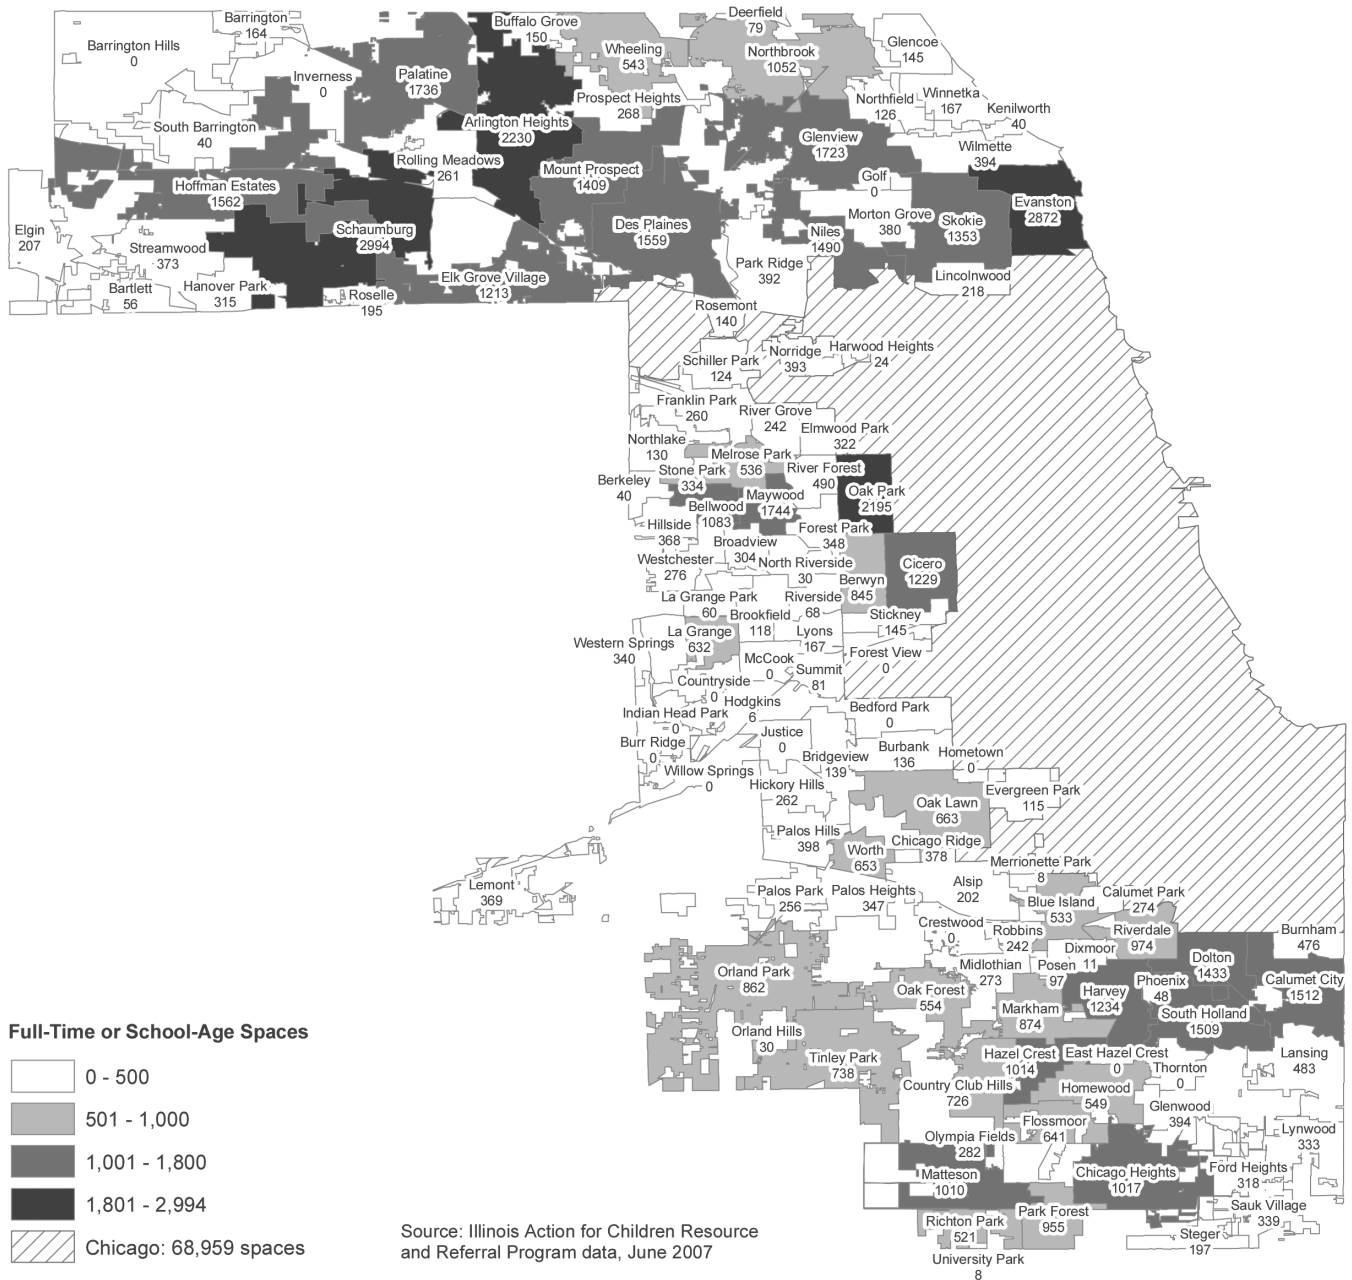 Barrington
164
Barrington Hills
0
Buffalo Grove
150
Deerfield
79
Wheeling
543
Northbrook
1052
Glencoe
145
Inverness
0
Palatine
1736
Prospect Heights
268
Northfield
126
Winnetka
167
Kenilworth
40
South Barrington
40
Arlington Heights
2230
Glenview
1723
Wilmette
394
Rolling Meadows
261
Mount Prospect
1409
Golf
0
Hoffman Estates
1562
Evanston
2872
Elgin
207
Streamwood
373
Schaumburg
2994
Des Plaines
1559
Niles
1490
Morton Grove
380
Skokie
1353
Park Ridge
392
Lincolnwood
218
Bartlett
56
Hanover Park
315
Roselle
195
Elk Grove Village
1213
Rosemont
140
Schiller Park
124
Norridge
393
Harwood Heights
24
Franklin Park
260
River Grove
242
Elmwood Park
322
Northlake
130
Melrose Park
536
Stone Park
334
River Forest
490
Berkeley
40
Oak Park
2195
Bellwood
1083
Maywood
1744
Hillside
368
Forest Park
348
Broadview
304
Westchester
276
North Riverside
30
Berwyn
845
Cicero
1229
La Grange Park
60
Brookfield
118
Riverside
68
Stickney
145
La Grange
632
Lyons
167
Western Springs
340
McCook
0
Summit
81
Forest View
0
Countryside
0
Hodgkins
6
Indian Head Park
0
Bedford Park
0
Burr Ridge
0
Justice
0
Willow Springs
0
Bridgeview
139
Burbank
136
Hometown
0
Hickory Hills
262
Oak Lawn
663
Evergreen Park
115
Palos Hills
398
Worth
653
Chicago Ridge
378
Merrionette Park
8
Lemont
369
Palos Park
256
Palos Heights
347
Alsip
202
Blue Island
533
Calumet Park
274
Crestwood
0
Robbins
242
Riverdale
974
Burnham
476
Dixmoor
11
Dolton
1433
Orland Park
862
Midlothian
273
Posen
97
Oak Forest
554
Harvey
1234
Phoenix
48
Calumet City
1512
Markham
874
South Holland
1509
Orland Hills
30
Tinley Park
738
Hazel Crest
1014
East Hazel Crest
0
Thornton
0
Lansing
483
Country Club Hills
726
Homewood
549
Glenwood
394
Flossmoor
641
Lynwood
333
Olympia Fields
282
Matteson
1010
Chicago Heights
1017
Ford Heights
318
Richton Park
521
Park Forest
955
Sauk Village
339
Steger
197
University Park
8
Full-Time or School-Age Spaces
0 - 500
501 - 1,000
1,001 - 1,800
1,801 - 2,994
Chicago: 68,959 spaces
Source: Illinois Action for Children Resource
and Referral Program data, June 2007